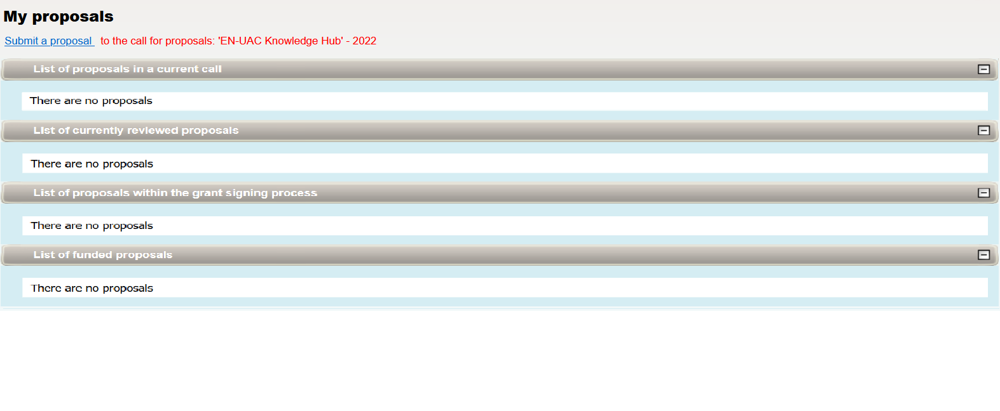 My proposals
Submit a proposal to the call for proposals: 'EN-UAC Knowledge Hub' - 2022
List of proposals in a current call
There are no proposals
List of currently reviewed proposals
There are no proposals
List of proposals within the grant signing process
There are no proposals
List of funded proposals
There are no proposals